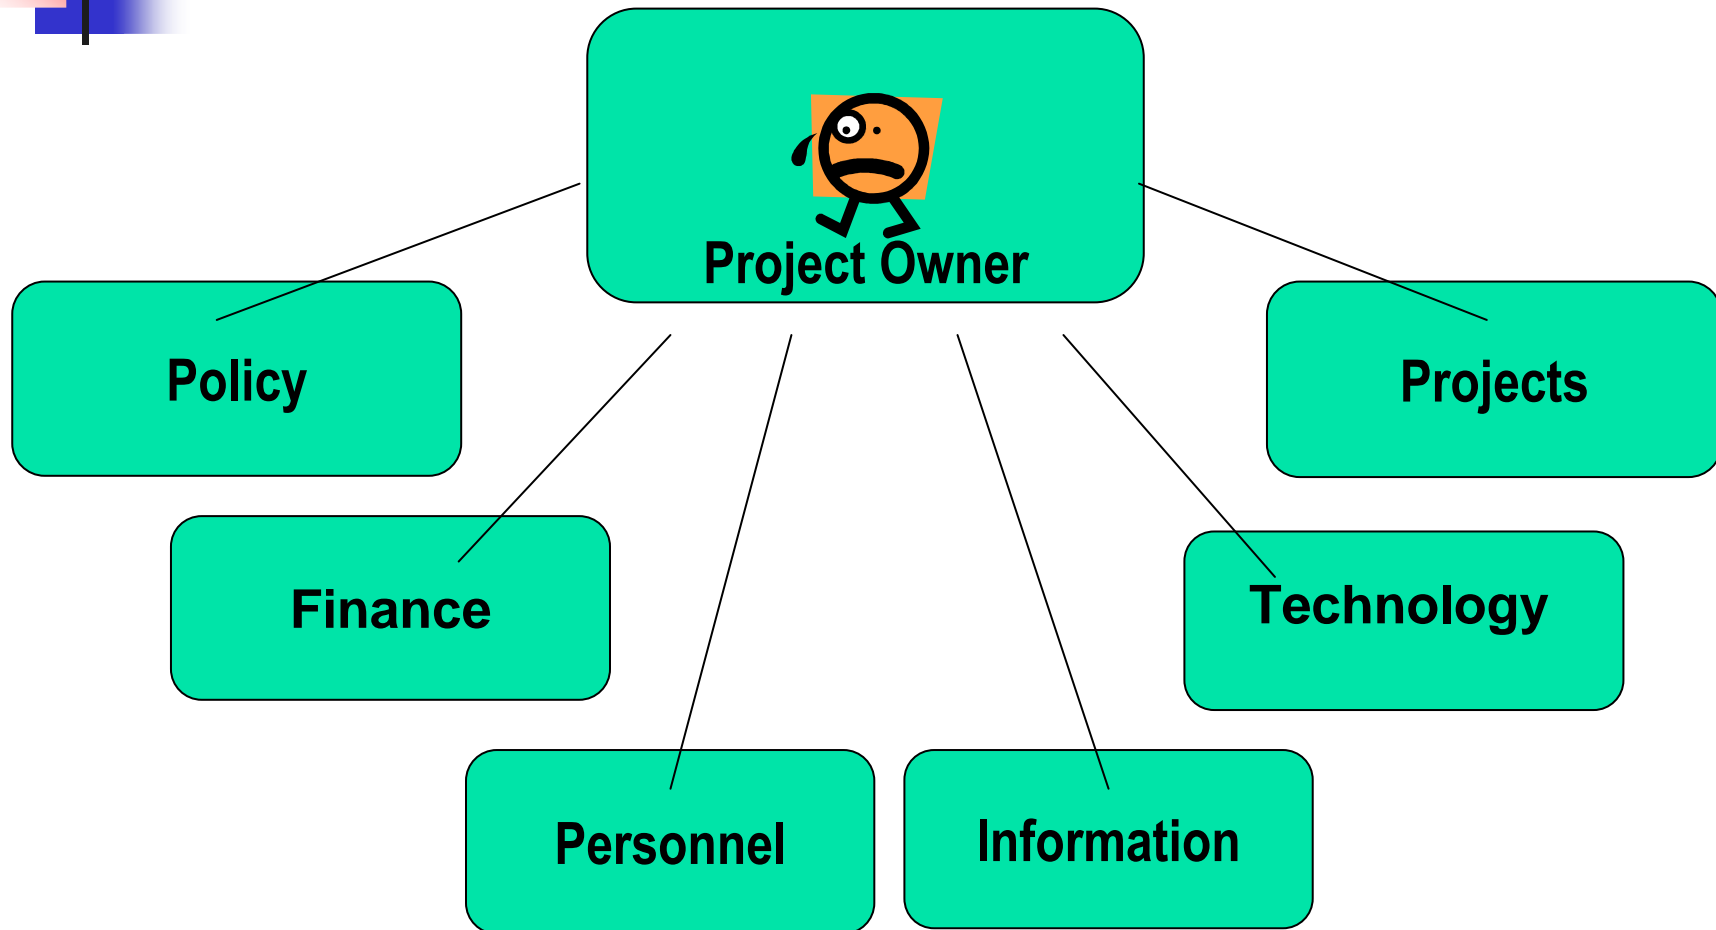 Project Owner
Policy
Projects
Finance
Technology
Personnel
Information